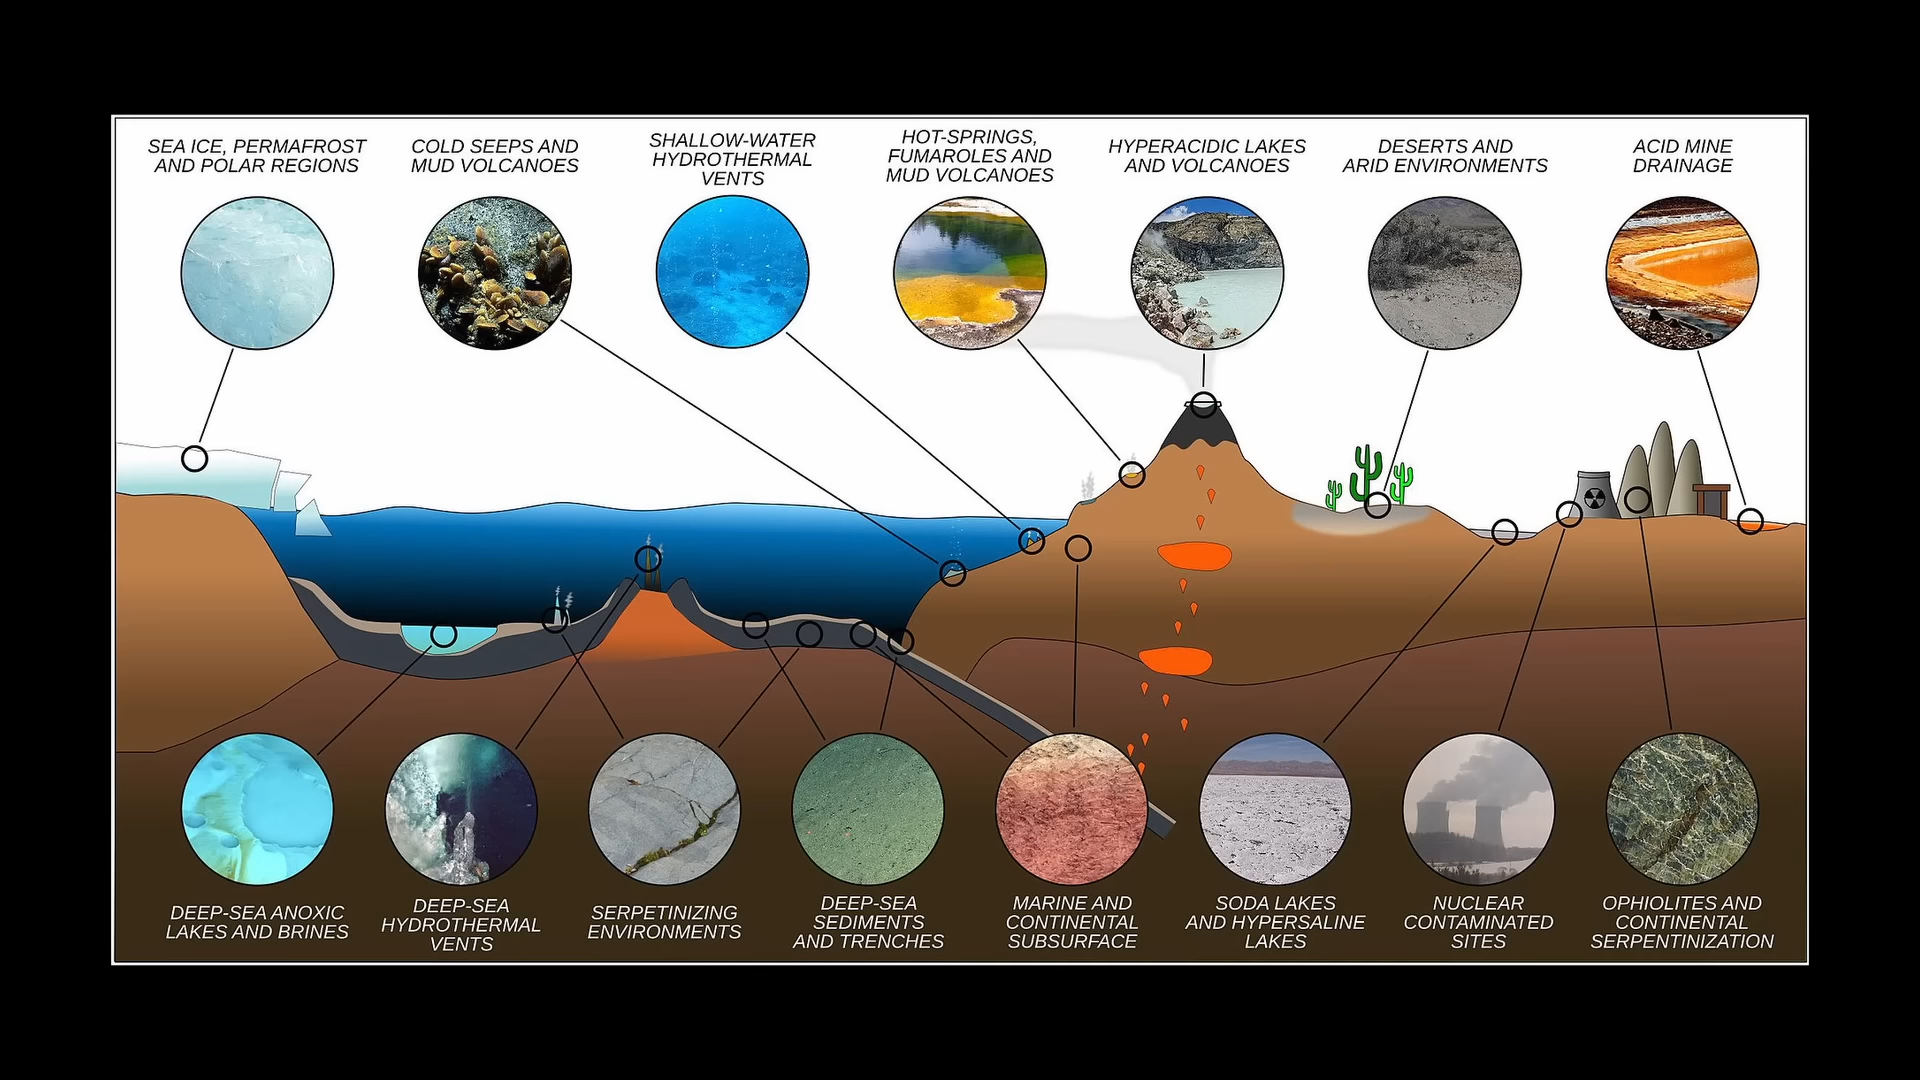 SEA ICE, PERMAFROST
AND POLAR REGIONS
COLD SEEPS AND
MUD VOLCANOES
SHALLOW-WATER
HYDROTHERMAL
VENTS
HOT-SPRINGS,
FUMAROLES AND
MUD VOLCANOES
HYPERACIDIC LAKES
AND VOLCANOES
DESERTS AND
ARID ENVIRONMENTS
ACID MINE
DRAINAGE
DEEP-SEA ANOXIC
LAKES AND BRINES
DEEP-SEA
HYDROTHERMAL
VENTS
SERPETINIZING
ENVIRONMENTS
DEEP-SEA
SEDIMENTS
AND TRENCHES
MARINE AND
CONTINENTAL
SUBSURFACE
SODA LAKES
AND HYPERSALINE
LAKES
NUCLEAR
CONTAMINATED
SITES
OPHIOLITES AND
CONTINENTAL
SERPENTINIZATION